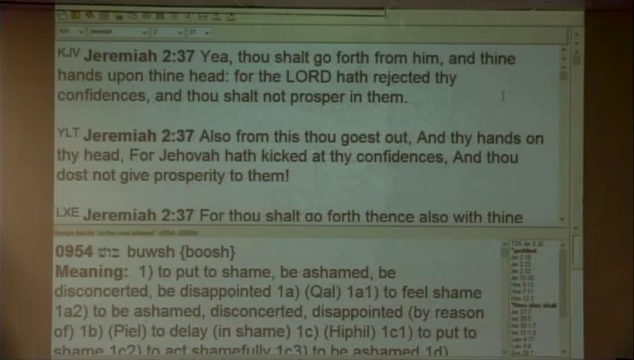 KJV Jeremiah 2:37 Yea, thou shalt go forth from him, and thine
hands upon thine head: for the LORD hath rejected thy
confidences, and thou shalt not prosper in them.
YLT Jeremiah 2:37 Also from this thou goest out, And thy hands on
thy head, For Jehovah hath kicked at thy confidences, And thou
dost not give prosperity to them!
LXE Jeremiah 2:37 For thou shalt go forth thence also with thine
0954 בוש buwsh {boosh}
Meaning: 1) to put to shame, be ashamed, be
disconcerted, be disappointed 1a) (Qal) 1a1) to feel shame
1a2) to be ashamed, disconcerted, disappointed (by reason
of) 1b) (Piel) to delay (in shame) 1c) (Hiphil) 1c1) to put to
shame 1c2) to act shamefully 1c3) to be ashamed 1d)